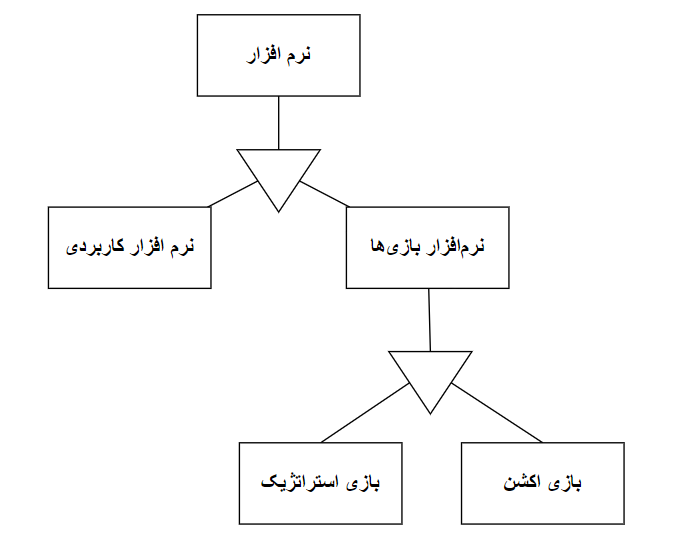 نرم افزار
نرم‌افزار بازی‌ها
نرم افزار کاربردی
بازی اکشن
بازی استراتژیک